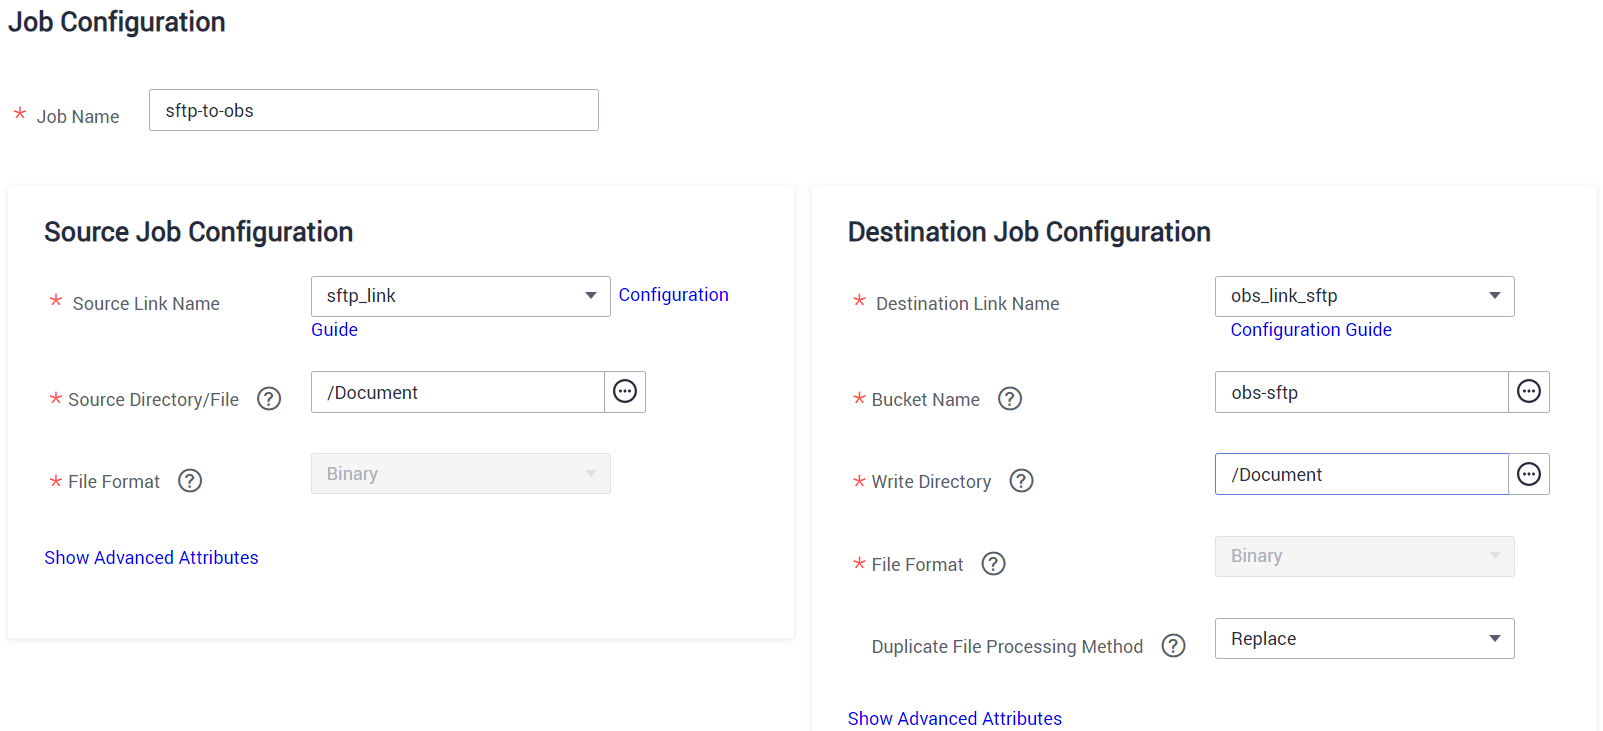 Job Configuration
* Job Name
sftp-to-obs
Source Job Configuration
* Source Link Name
sftp_link
Configuration
Guide
* Source Directory/File ?
/Document
* File Format ?
Binary
Show Advanced Attributes
Destination Job Configuration
* Destination Link Name
obs_link_sftp
Configuration Guide
* Bucket Name ?
obs-sftp
* Write Directory ?
/Document
* File Format ?
Binary
Duplicate File Processing Method ?
Replace
Show Advanced Attributes